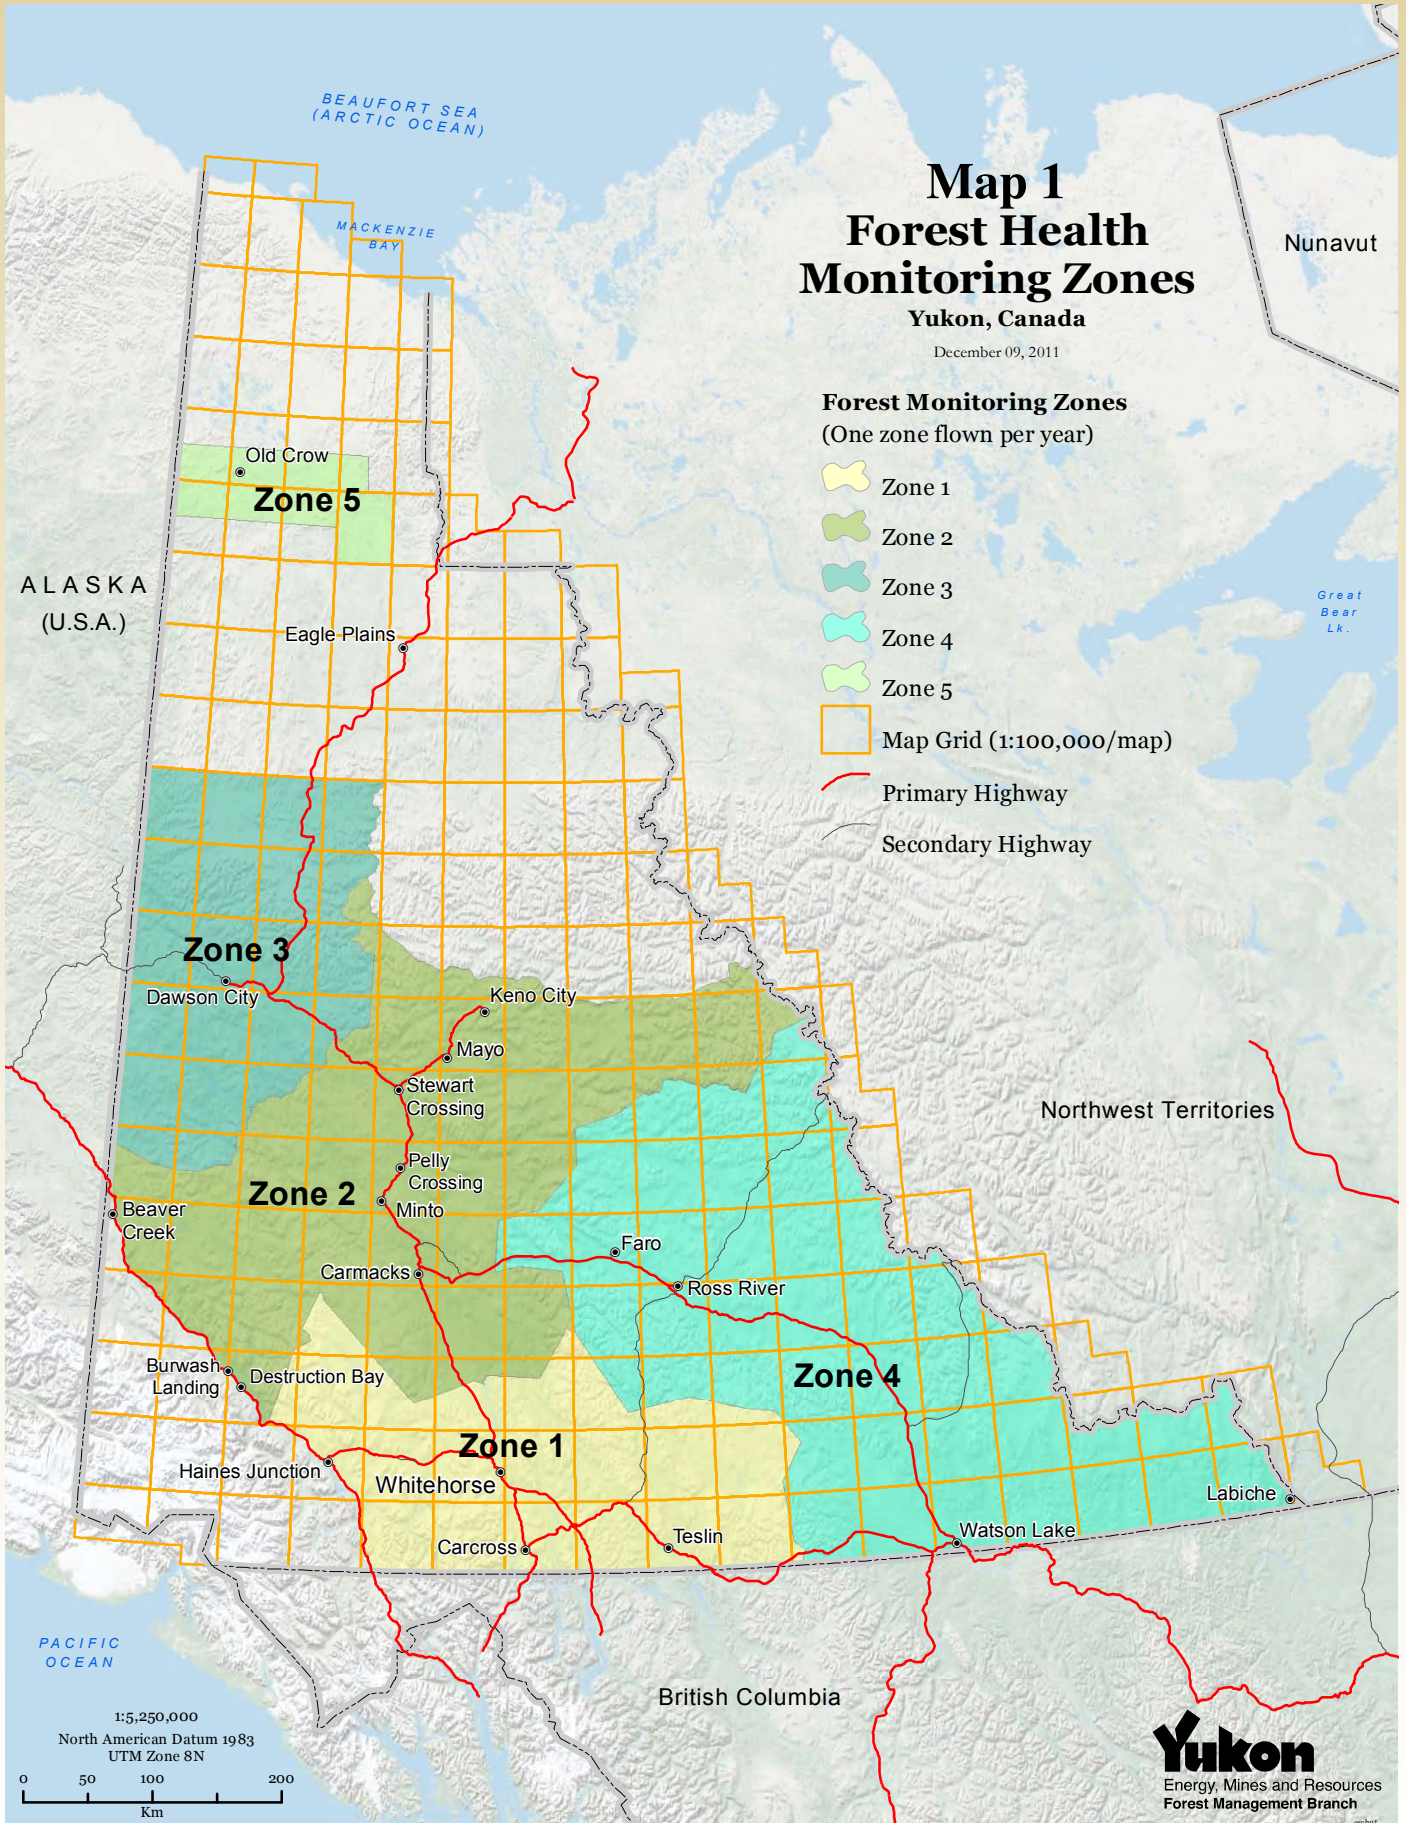 BEAUFORT SEA
(ARCTIC OCEAN)
MACKENZIE
BAY
Map 1
Forest Health
Monitoring Zones
Yukon, Canada
December 09, 2011
Nunavut
Forest Monitoring Zones
(One zone flown per year)
Zone 1
Zone 2
Zone 3
Zone 4
Zone 5
Map Grid (1:100,000/map)
Primary Highway
Secondary Highway
Old Crow
Zone 5
ALASKA
(U.S.A.)
Great
Bear
Lk.
Eagle Plains
Zone 3
Dawson City
Keno City
Mayo
Stewart
Crossing
Northwest Territories
Pelly
Crossing
Zone 2
Minto
Beaver
Creek
Faro
Carmacks
Ross River
Burwash
Landing
Destruction Bay
Zone 4
Zone 1
Haines Junction
Whitehorse
Labiche
Carcross
Teslin
Watson Lake
PACIFIC
OCEAN
British Columbia
1:5,250,000
North American Datum 1983
UTM Zone 8N
0 50 100 200
Km
Yukon
Energy, Mines and Resources
Forest Management Branch